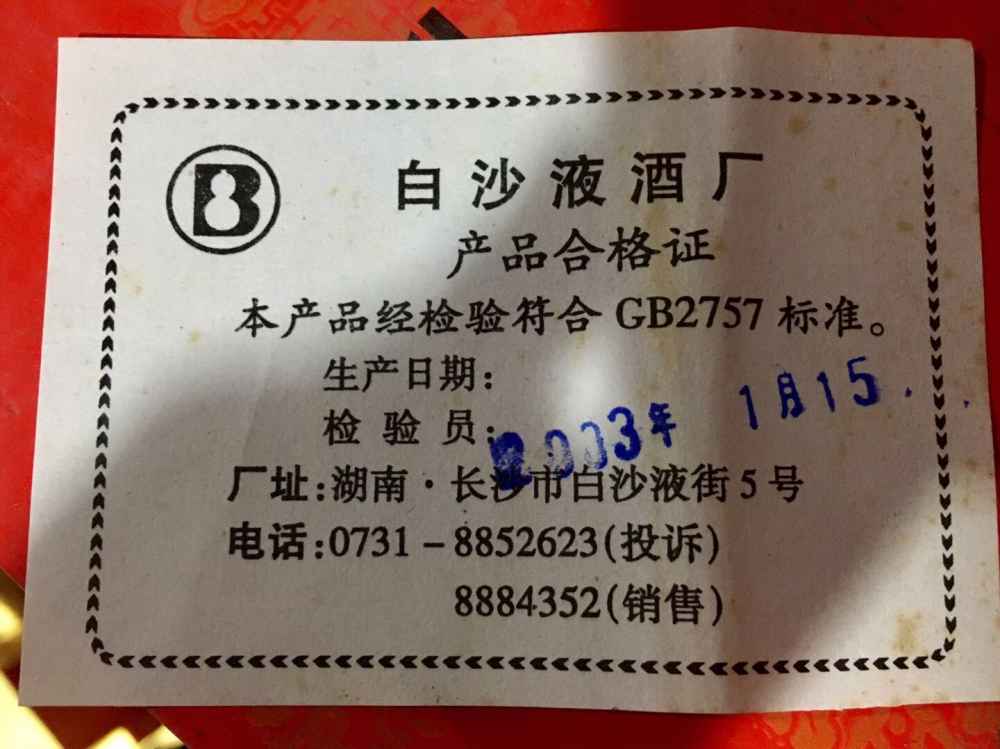 B
白沙液酒厂
产品合格证
本产品经检验符合 GB2757 标准。
生产日期:
2003年 1月15
检 验 员:
厂址:湖南·长沙市白沙液街5号
电话:0731-8852623(投诉)
8884352(销售)